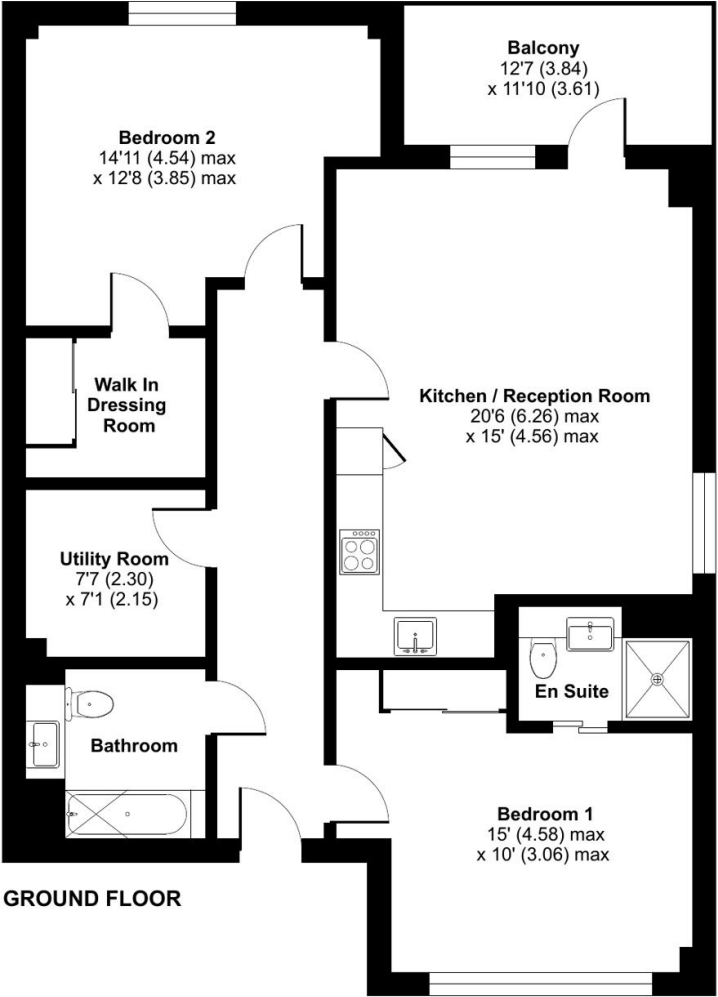 Balcony
12'7 (3.84)
x 11'10 (3.61)
Bedroom 2
14'11 (4.54) max
x 12'8 (3.85) max
Walk In
Dressing
Room
Kitchen / Reception Room
20'6 (6.26) max
x 15' (4.56) max
Utility Room
7'7 (2.30)
x 7'1 (2.15)
En Suite
Bathroom
Bedroom 1
15' (4.58) max
x 10' (3.06) max
GROUND FLOOR